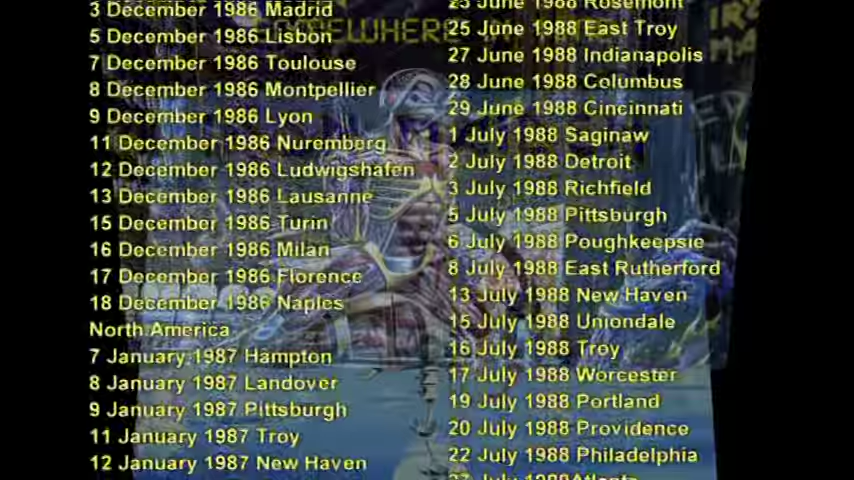 3 December 1986 Madrid
5 December 1986 Lisbon
7 December 1986 Toulouse
8 December 1986 Montpellier
9 December 1986 Lyon
11 December 1986 Nuremberg
12 December 1986 Ludwigshafen
13 December 1986 Lausanne
15 December 1986 Turin
16 December 1986 Milan
17 December 1986 Florence
18 December 1986 Naples
North America
7 January 1987 Hampton
8 January 1987 Landover
9 January 1987 Pittsburgh
11 January 1987 Troy
12 January 1987 New Haven
23 June 1988 Rosemont
25 June 1988 East Troy
27 June 1988 Indianapolis
28 June 1988 Columbus
29 June 1988 Cincinnati
1 July 1988 Saginaw
2 July 1988 Detroit
3 July 1988 Richfield
5 July 1988 Pittsburgh
6 July 1988 Poughkeepsie
8 July 1988 East Rutherford
13 July 1988 New Haven
15 July 1988 Uniondale
16 July 1988 Troy
17 July 1988 Worcester
19 July 1988 Portland
20 July 1988 Providence
22 July 1988 Philadelphia
SOMEWHERE IN